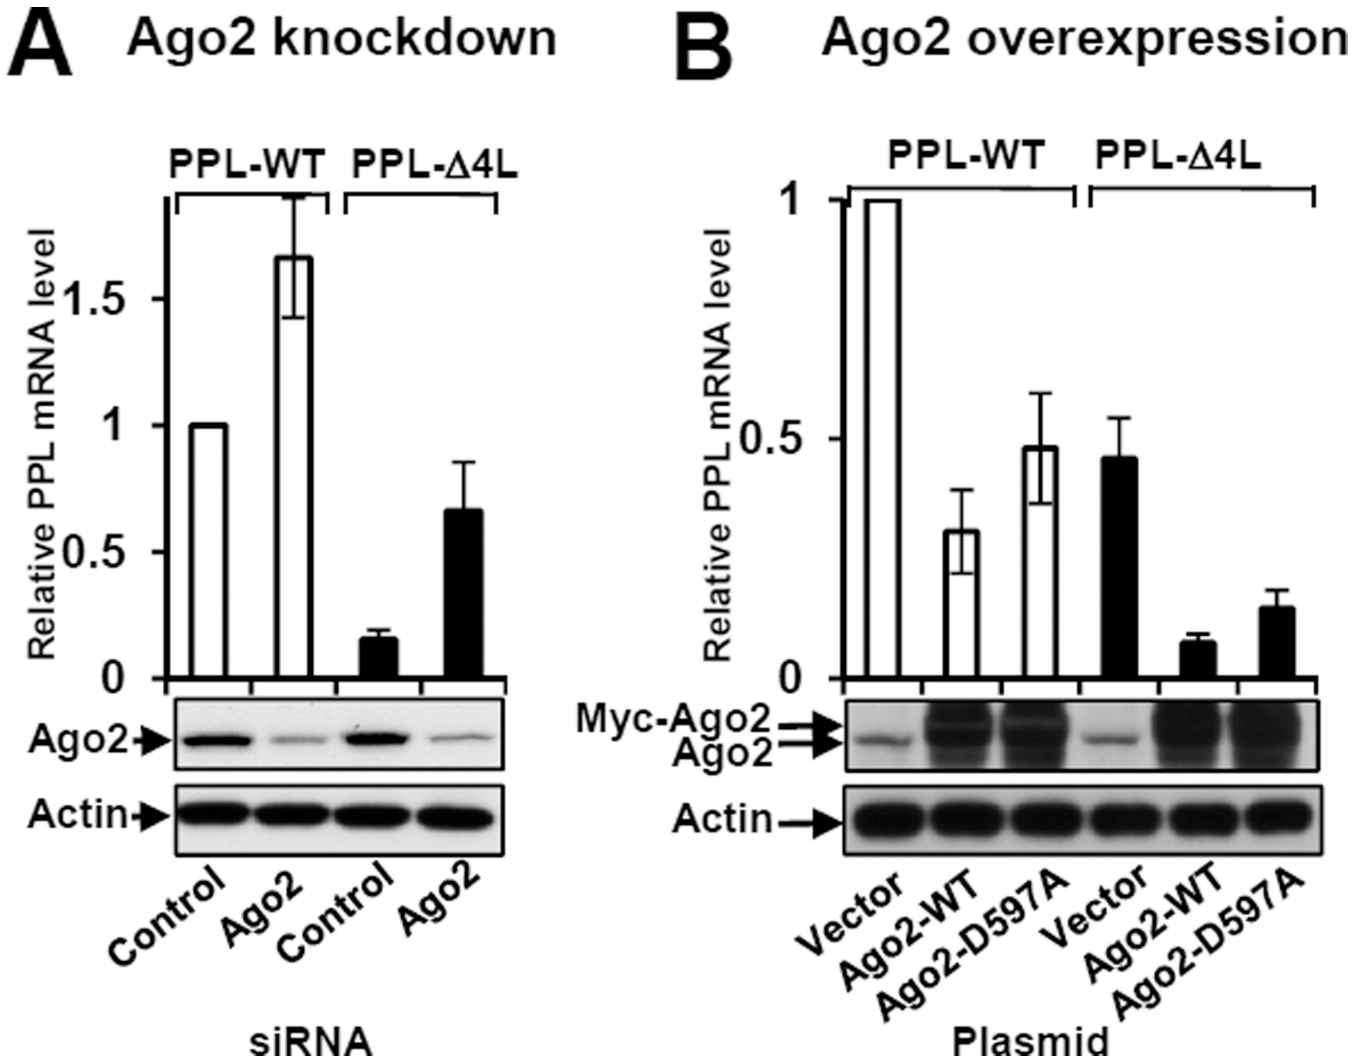 A Ago2 knockdown
PPL-WT PPL-Δ4L
Relative PPL mRNA level
1.5
1
0.5
0
Ago2
Actin
Control Ago2 Control Ago2
siRNA
B Ago2 overexpression
PPL-WT PPL-Δ4L
Relative PPL mRNA level
1
0.5
0
Myc-Ago2
Ago2
Actin
Vector Ago2-WT Ago2-D597A Vector Ago2-WT Ago2-D597A
Plasmid